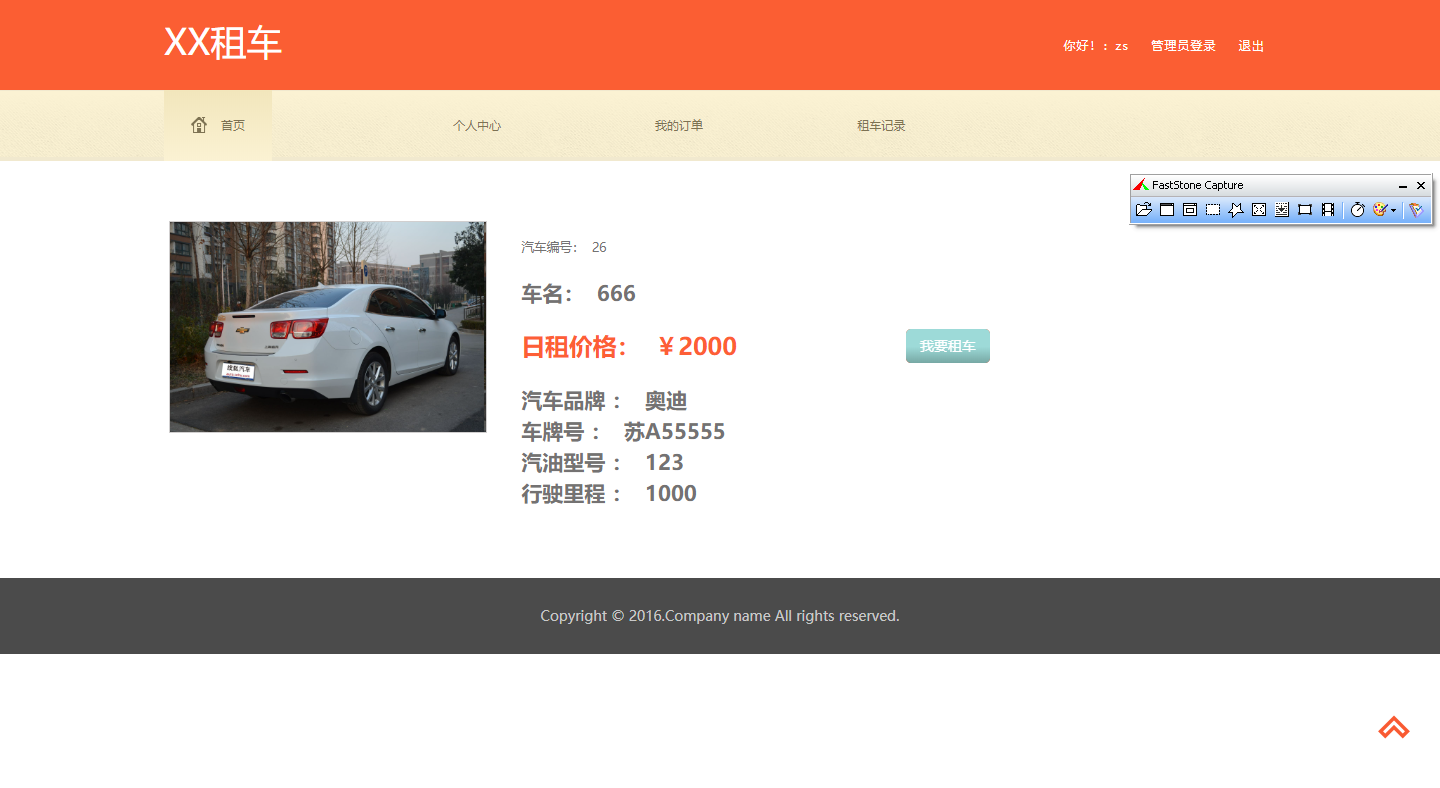 XX租车
你好！：zs 管理员登录 退出
首页 个人中心 我的订单 租车记录
FastStone Capture
汽车编号： 26
车名： 666
日租价格： ￥2000
我要租车
汽车品牌 ： 奥迪
车牌号 ： 苏A55555
汽油型号 ： 123
行驶里程 ： 1000
搜狐汽车
Copyright © 2016.Company name All rights reserved.